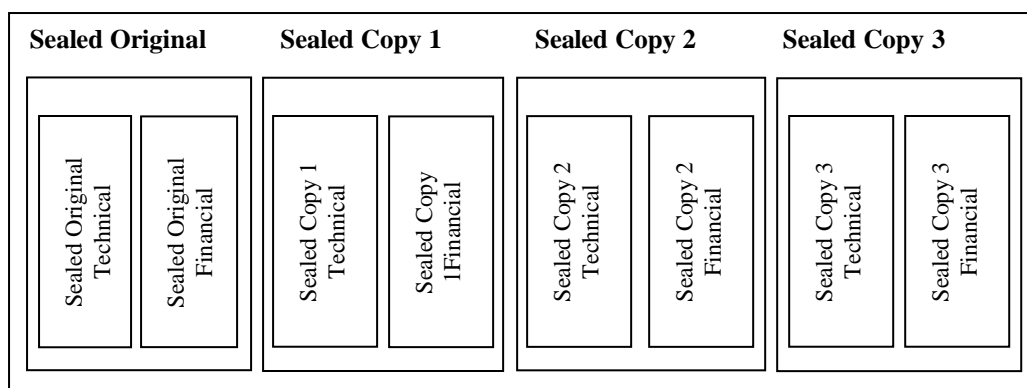 Sealed Original
Sealed Copy 1
Sealed Copy 2
Sealed Copy 3
Sealed Original
Technical
Sealed Original
Financial
Sealed Copy 1
Technical
Sealed Copy
1Financial
Sealed Copy 2
Technical
Sealed Copy 2
Financial
Sealed Copy 3
Technical
Sealed Copy 3
Financial